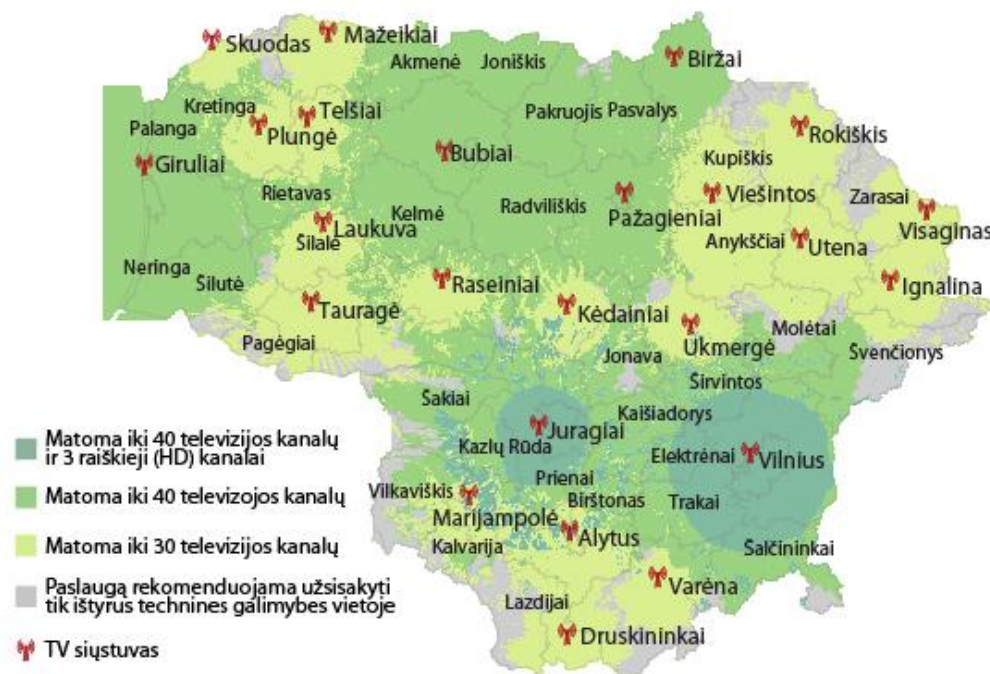 Skuodas
Mažeikiai
Akmenė
Joniškis
Biržai
Kretinga
Telšiai
Pakruojis
Pasvalys
Palanga
Plungė
Rokiškis
Giruliai
Bubiai
Kupiškis
Rietavas
Kelmė
Radviliškis
Pažagieniai
Viešintos
Zarasai
Laukuva
Šilalė
Anykščiai
Utena
Visaginas
Neringa
Šilutė
Raseiniai
Ignalina
Tauragė
Kėdainiai
Ukmergė
Molėtai
Pagėgiai
Jonava
Švenčionys
Šakiai
Širvintos
Juragiai
Kaišiadorys
Kazlų Rūda
Elektrėnai
Vilnius
Prienai
Vilkaviškis
Birštonas
Trakai
Marijampolė
Alytus
Kalvarija
Šalčininkai
Varėna
Lazdijai
Druskininkai
Matoma iki 40 televizijos kanalų
ir 3 raiškieji (HD) kanalai
Matoma iki 40 televizojos kanalų
Matoma iki 30 televizijos kanalų
Paslaugą rekomenduojama užsisakyti
tik ištyrus technines galimybes vietoje
TV siųstuvas